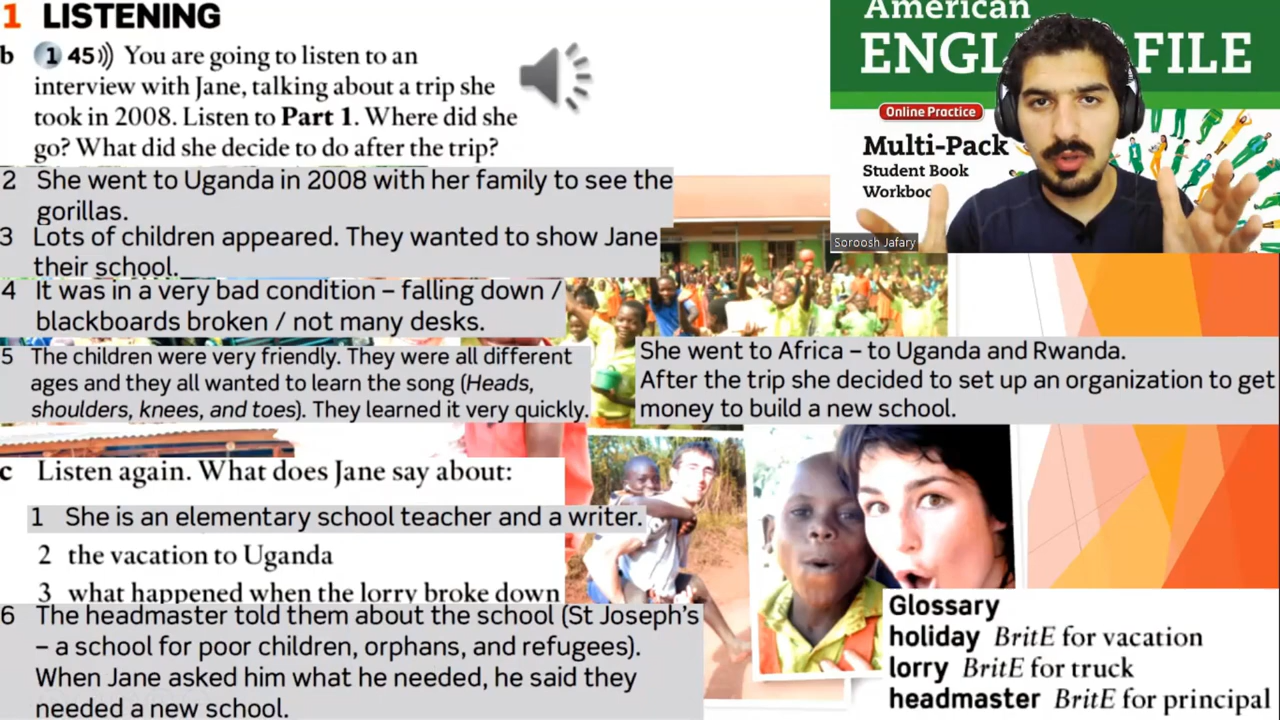 1 LISTENING
b 1 45))) You are going to listen to an
interview with Jane, talking about a trip she
took in 2008. Listen to Part 1. Where did she
go? What did she decide to do after the trip?
2 She went to Uganda in 2008 with her family to see the
gorillas.
3 Lots of children appeared. They wanted to show Jane
their school.
4 It was in a very bad condition – falling down /
blackboards broken / not many desks.
5 The children were very friendly. They were all different
ages and they all wanted to learn the song (Heads,
shoulders, knees, and toes). They learned it very quickly.
She went to Africa – to Uganda and Rwanda.
After the trip she decided to set up an organization to get
money to build a new school.
c Listen again. What does Jane say about:
1 She is an elementary school teacher and a writer.
2 the vacation to Uganda
3 what happened when the lorry broke down
6 The headmaster told them about the school (St Joseph's
– a school for poor children, orphans, and refugees).
When Jane asked him what he needed, he said they
needed a new school.
Glossary
holiday BritE for vacation
lorry BritE for truck
headmaster BritE for principal
American
FILE
Online Practice
Multi-Pack
Student Book
Soroosh Jafary